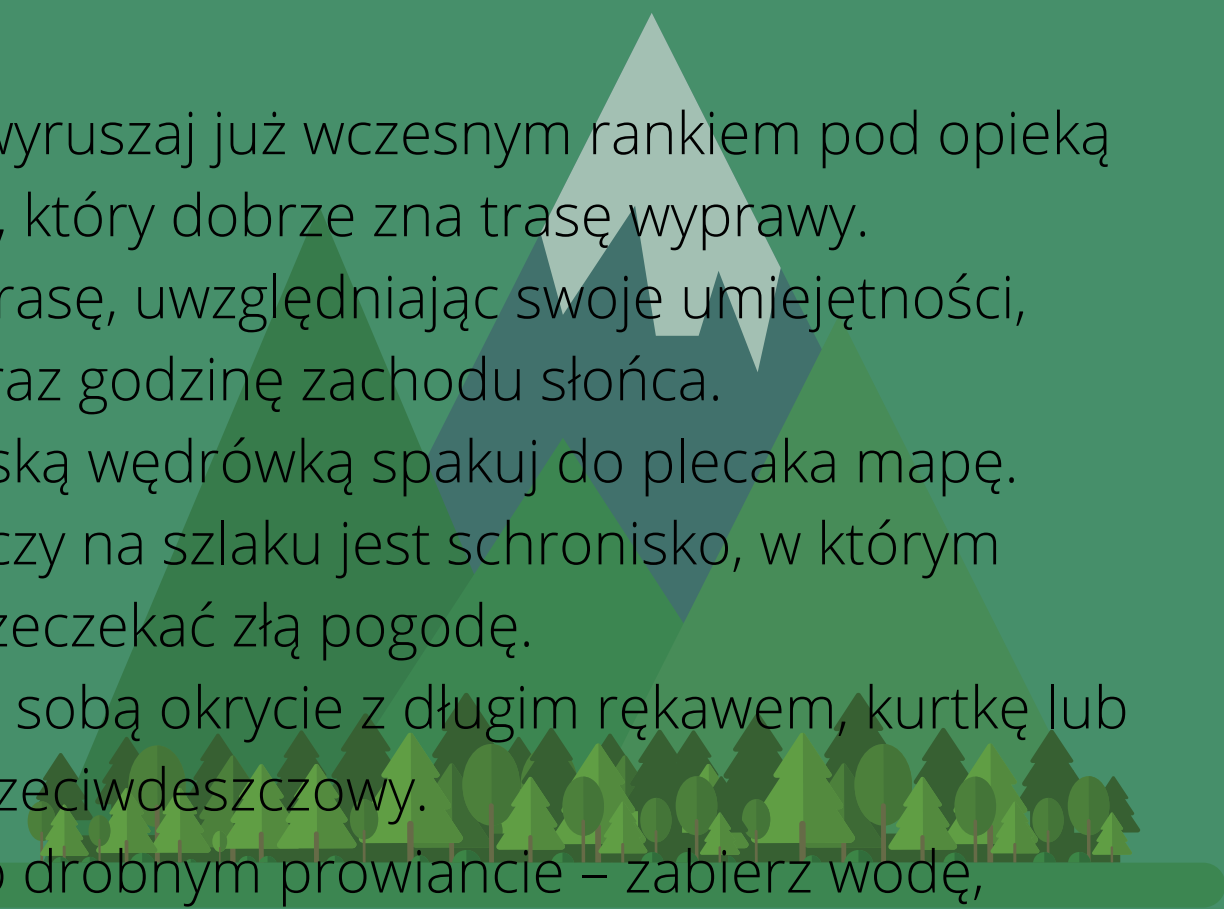 wyruszaj już wczesnym rankiem pod opieką
, który dobrze zna trasę wyprawy.
rasę, uwzględniając swoje umiejętności,
raz godzinę zachodu słońca.
ską wędrówką spakuj do plecaka mapę.
czy na szlaku jest schronisko, w którym
zeczekać złą pogodę.
sobą okrycie z długim rękawem, kurtkę lub
zeciwdeszczowy.
o drobnym prowiancie – zabierz wodę,